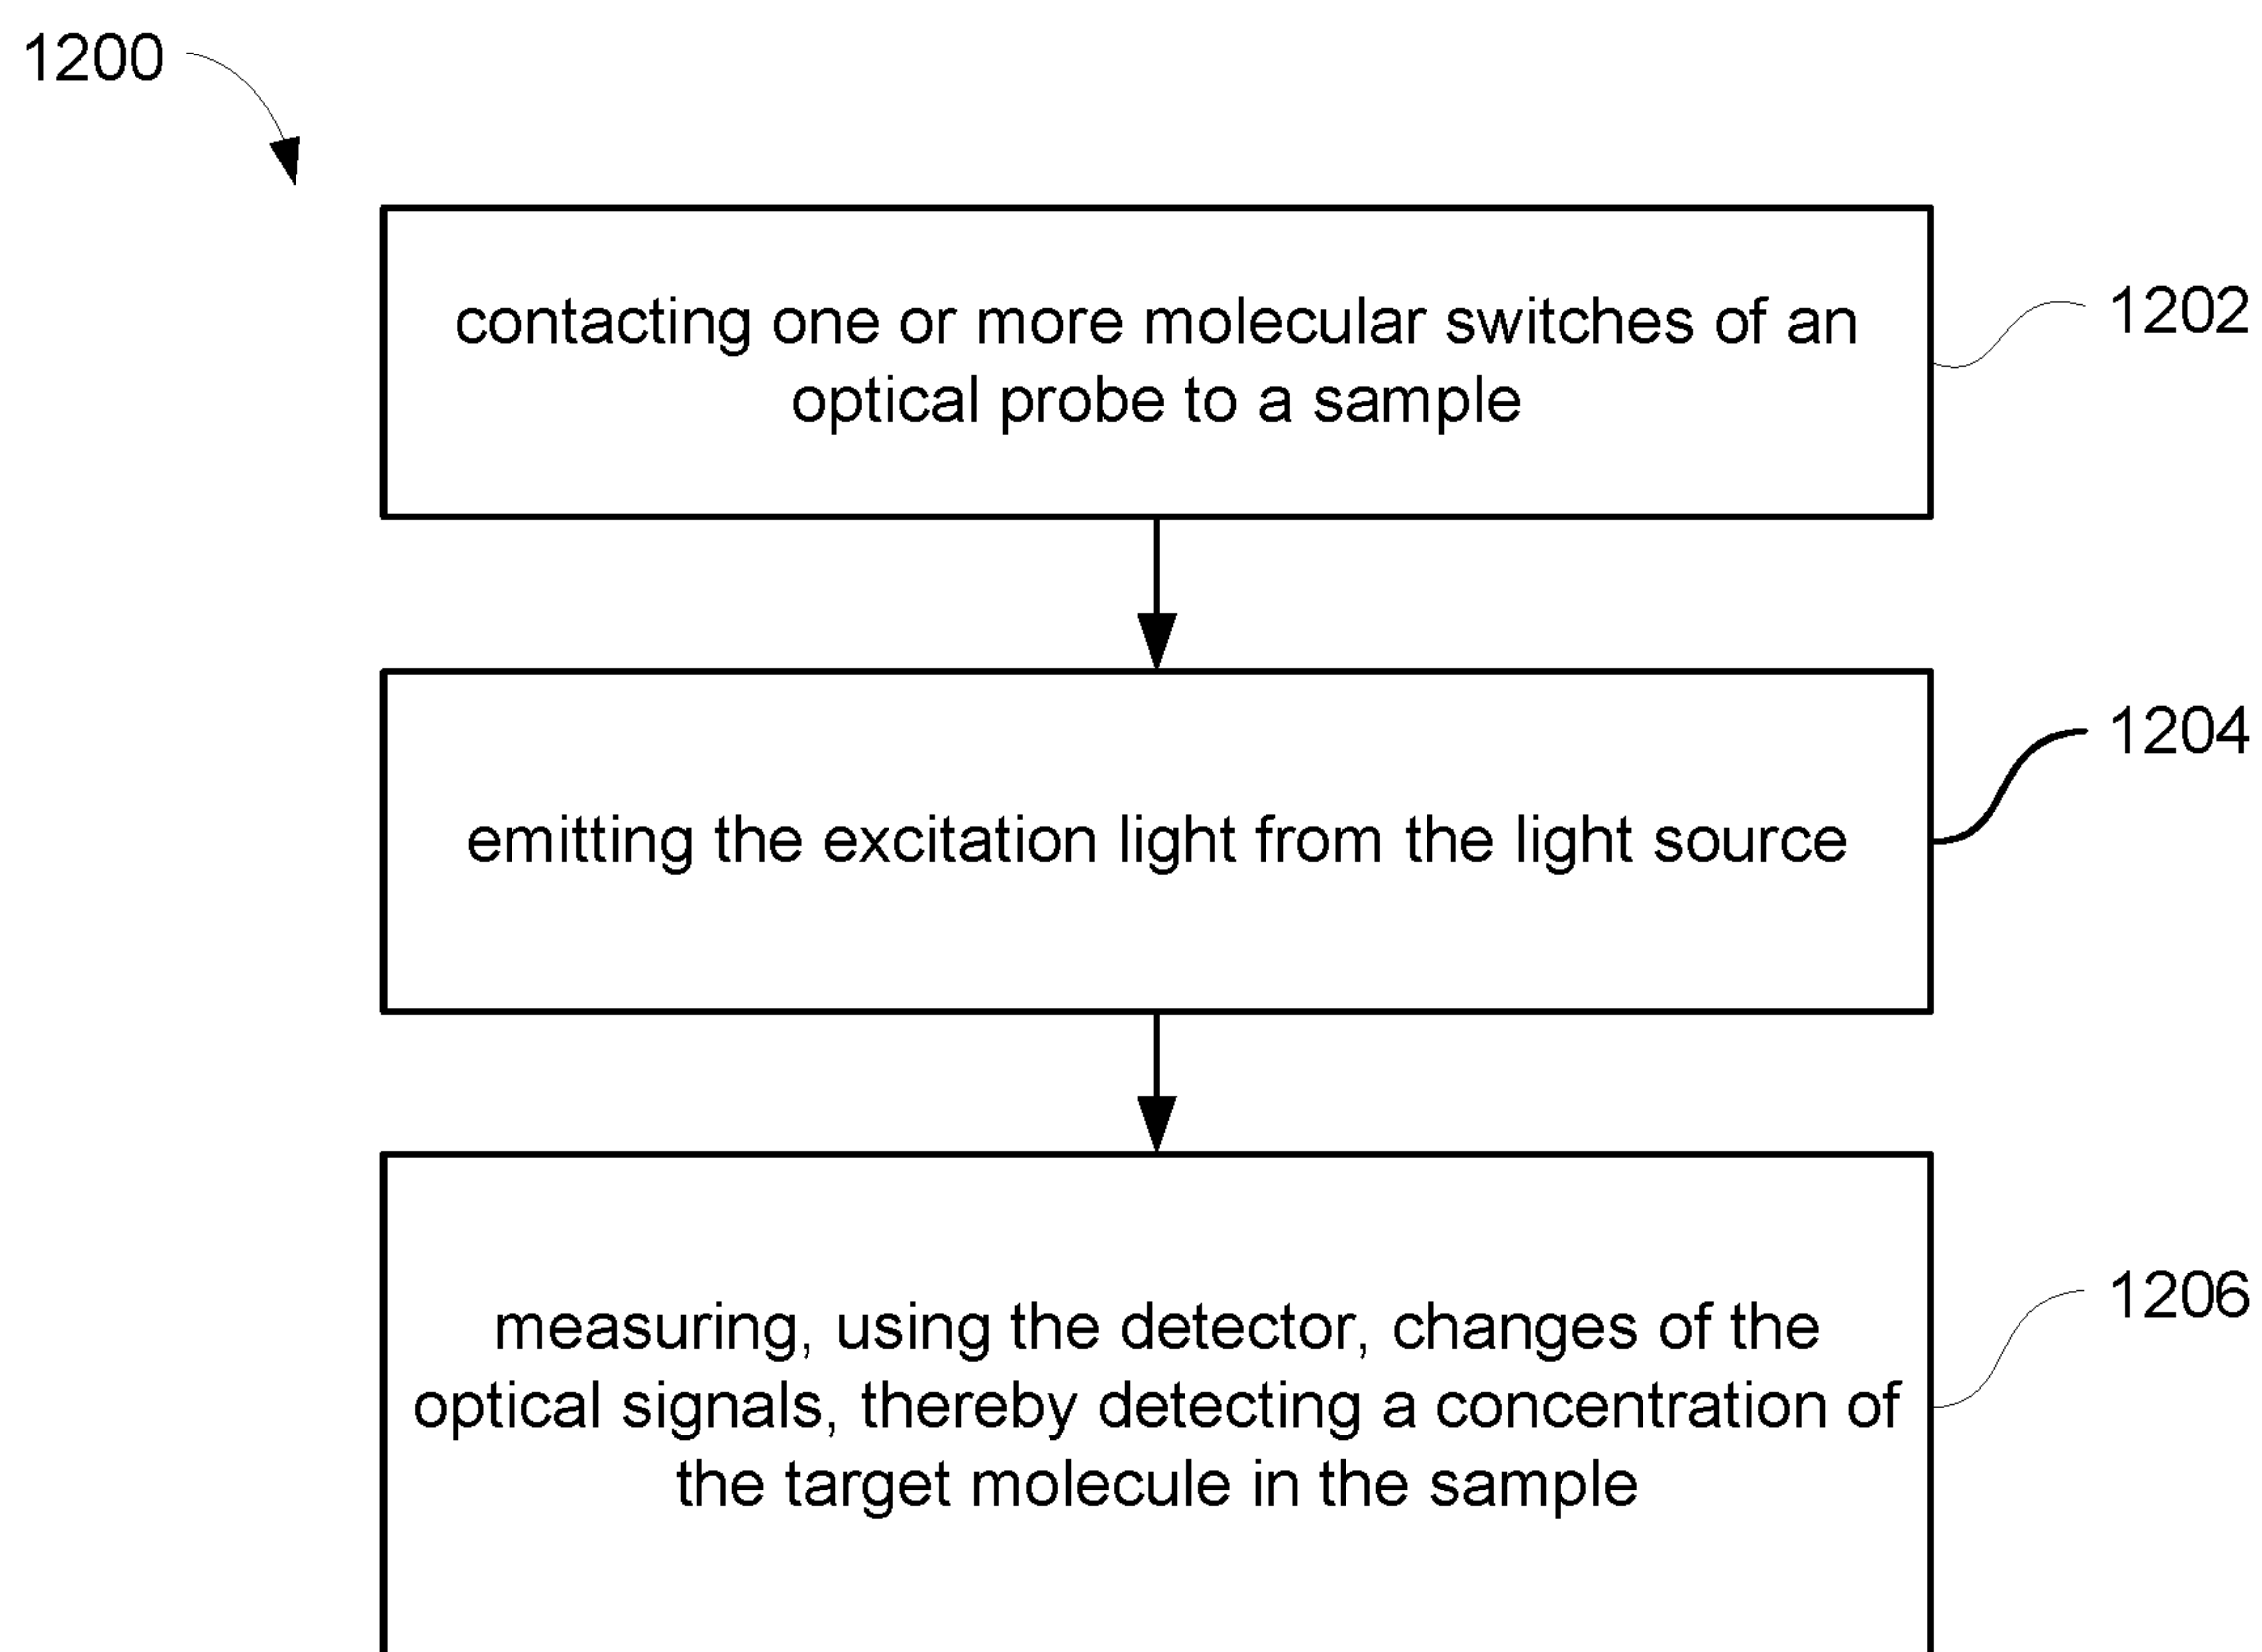 1200
contacting one or more molecular switches of an
optical probe to a sample
1202
emitting the excitation light from the light source
1204
measuring, using the detector, changes of the
optical signals, thereby detecting a concentration of
the target molecule in the sample
1206